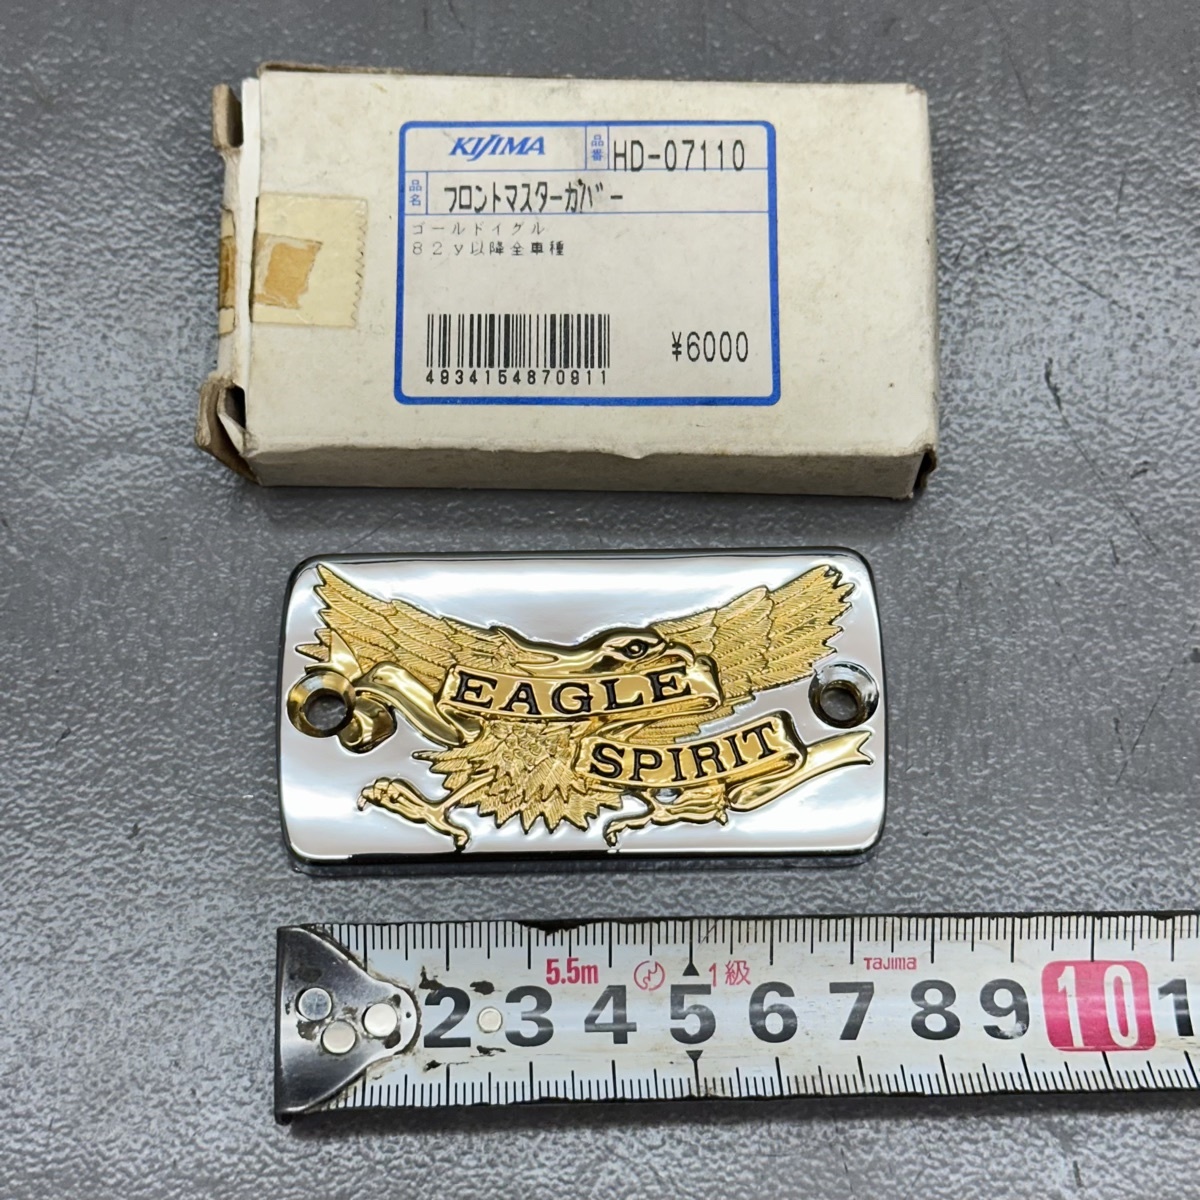 KIJIMA 品番 HD-07110
品名 フロントマスターカバー
ゴールドイグル
82y以降全車種
¥6000
4934154870911
EAGLE
SPIRIT
5.5m 1級 TaJIma
2 3 4 5 6 7 8 9 10 1